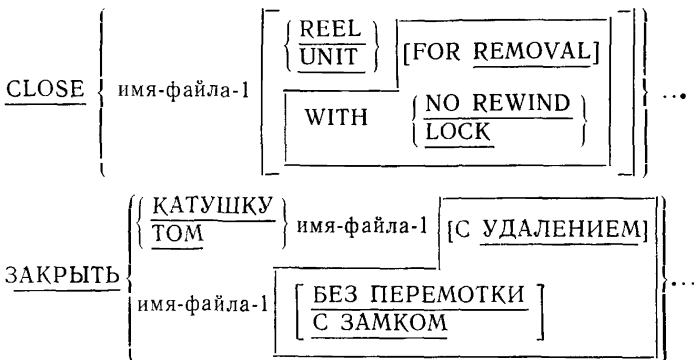 REEL
UNIT [FOR REMOVAL]
CLOSE имя-файла-1
WITH NO REWIND
LOCK ...
КАТУШКУ
ТОМ имя-файла-1 [С УДАЛЕНИЕМ]
ЗАКРЫТЬ
имя-файла-1 БЕЗ ПЕРЕМОТКИ
С ЗАМКОМ ...